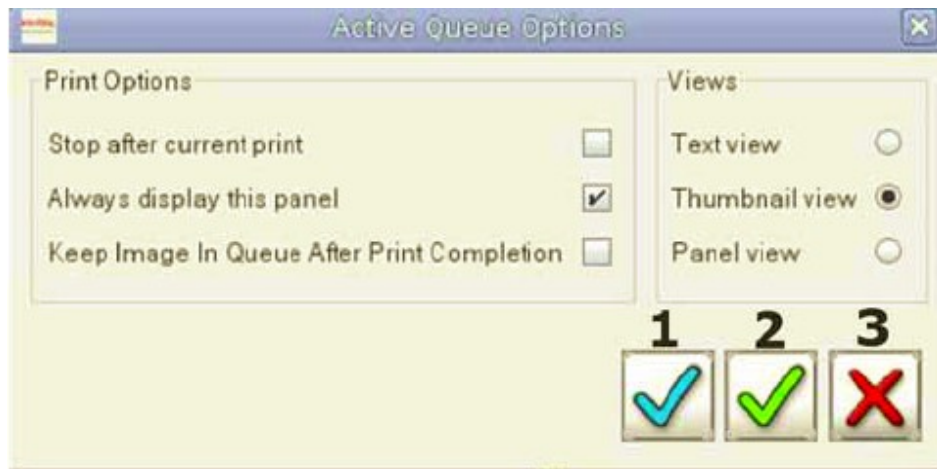 Active Queue Options
Print Options
Stop after current print
Always display this panel
Keep Image In Queue After Print Completion
Views
Text view
Thumbnail view
Panel view
1 2 3